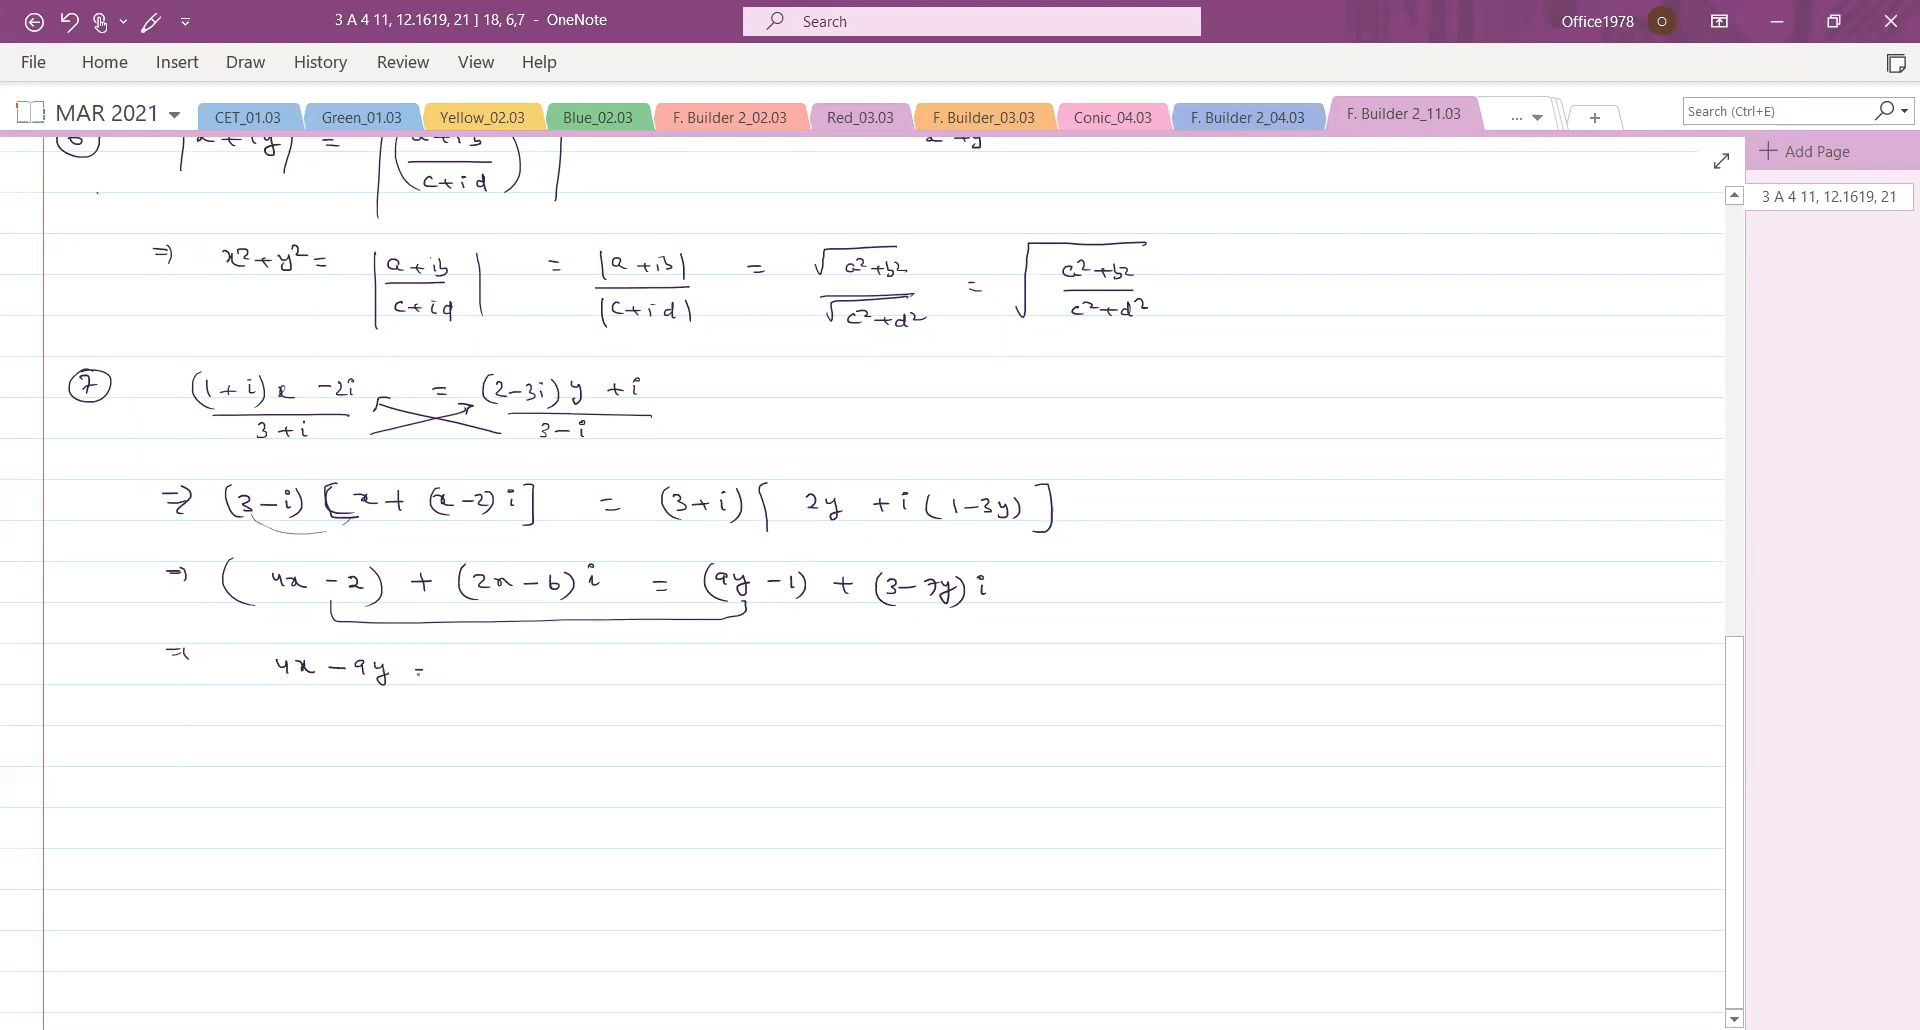 3 A 4 11, 12.1619, 21 ] 18, 6,7 - OneNote
Search
Office1978 O
File Home Insert Draw History Review View Help
MAR 2021 CET_01.03 Green_01.03 Yellow_02.03 Blue_02.03 F. Builder 2_02.03 Red_03.03 F. Builder_03.03 Conic_04.03 F. Builder 2_04.03 F. Builder 2_11.03 ... +
Search (Ctrl+E)
Add Page
3 A 4 11, 12.1619, 21
⑥ |x + iy| = |((a + ib)/(c + id))|
⇒ x² + y² = |(a + ib)/(c + id)| = |a + ib|/|c + id| = √(a² + b²)/√(c² + d²) = √((a² + b²)/(c² + d²))
⑦ ((1 + i) x - 2i)/(3 + i) = ((2 - 3i) y + i)/(3 - i)
⇒ (3 - i) [x + (x - 2) i] = (3 + i) [2y + i (1 - 3y)]
⇒ (4x - 2) + (2x - 6) i = (9y - 1) + (3 - 7y) i
⇒ 4x - 9y =